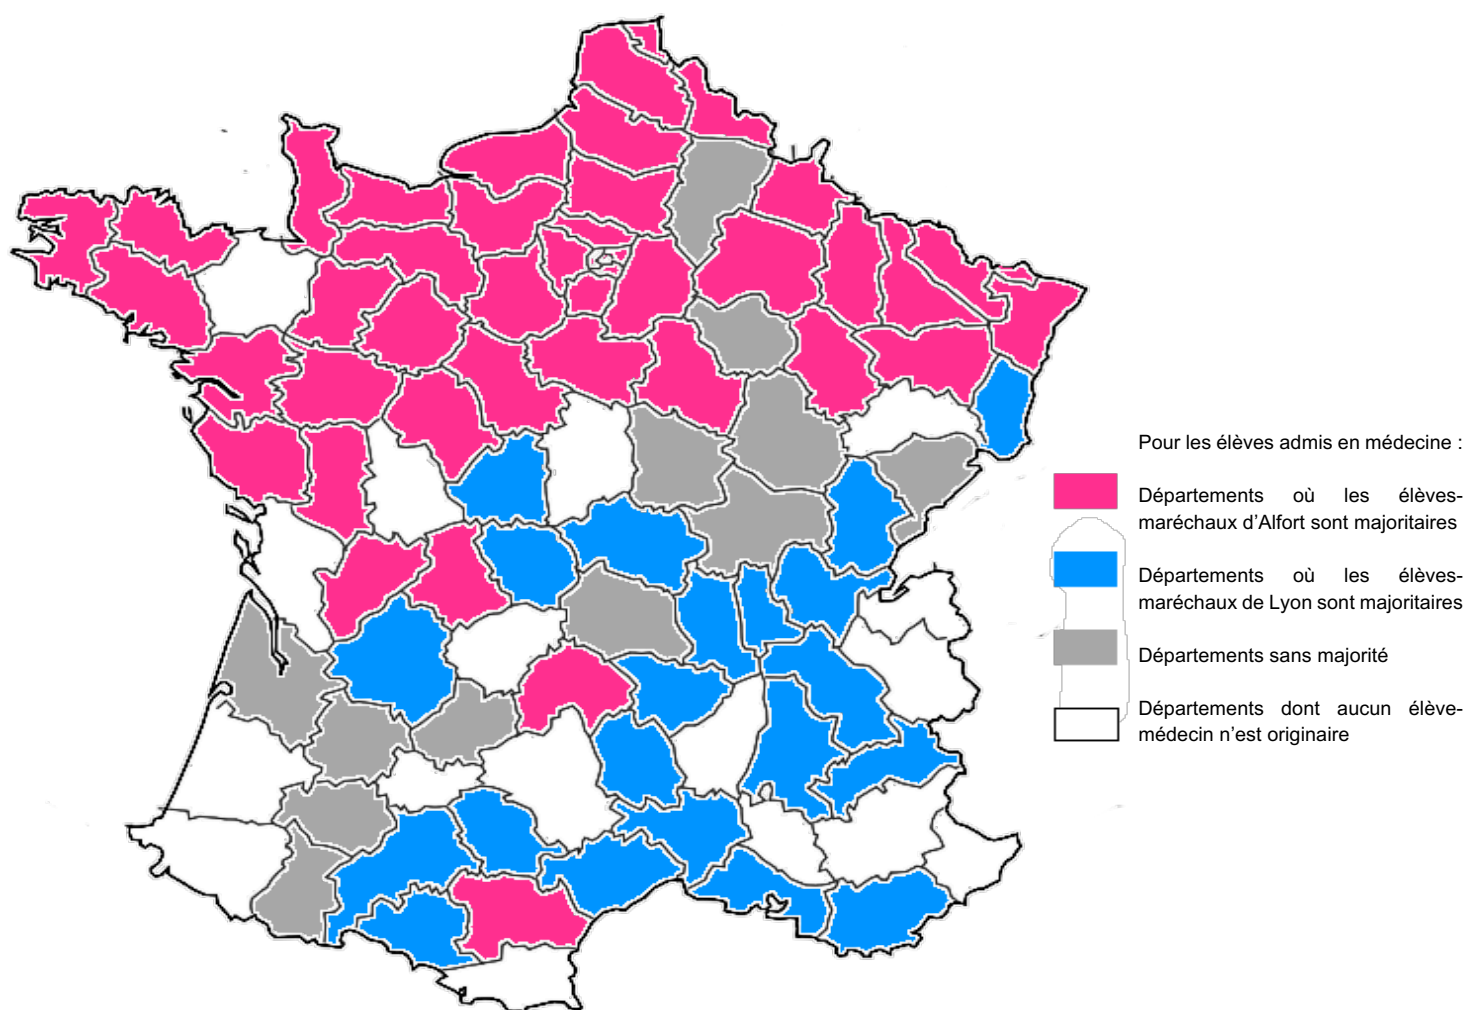 Pour les élèves admis en médecine :
Départements où les élèves-
maréchaux d’Alfort sont majoritaires
Départements où les élèves-
maréchaux de Lyon sont majoritaires
Départements sans majorité
Départements dont aucun élève-
médecin n’est originaire